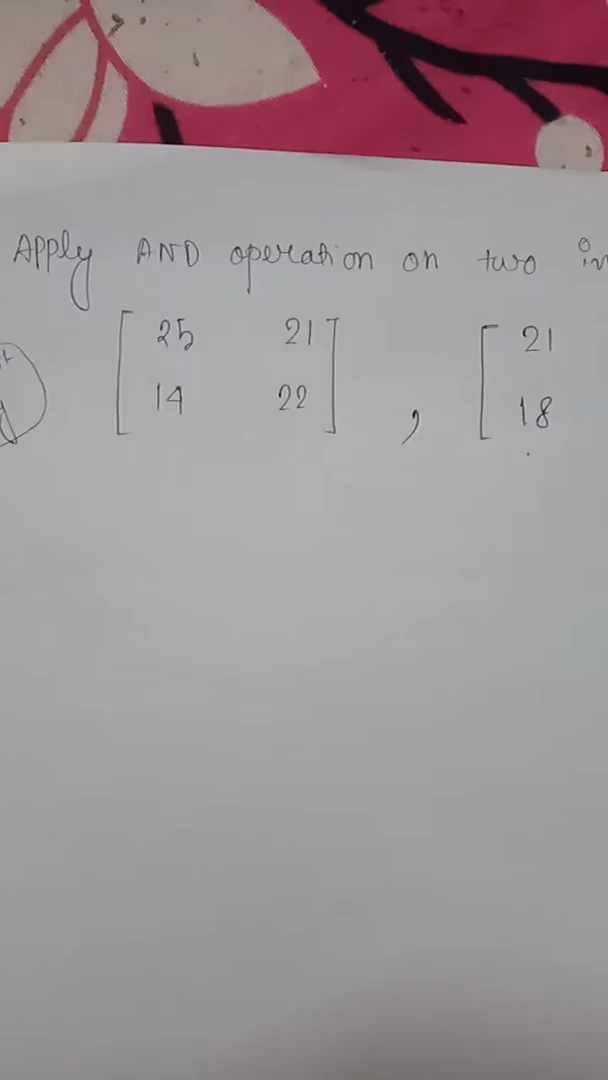 Apply AND operation on two
[25 21] [21
[14 22] , [18